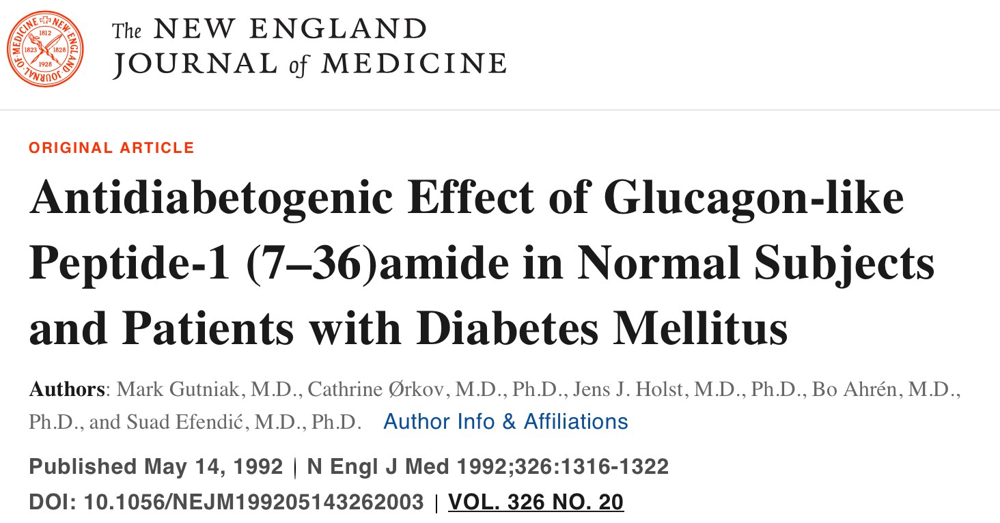 JOURNAL · OF · MEDICINE · NEW · ENGLAND
1812
1823 1828
1928
The NEW ENGLAND
JOURNAL of MEDICINE
ORIGINAL ARTICLE
Antidiabetogenic Effect of Glucagon-like
Peptide-1 (7–36)amide in Normal Subjects
and Patients with Diabetes Mellitus
Authors: Mark Gutniak, M.D., Cathrine Ørkov, M.D., Ph.D., Jens J. Holst, M.D., Ph.D., Bo Ahrén, M.D.,
Ph.D., and Suad Efendić, M.D., Ph.D. Author Info & Affiliations
Published May 14, 1992 | N Engl J Med 1992;326:1316-1322
DOI: 10.1056/NEJM199205143262003 | VOL. 326 NO. 20